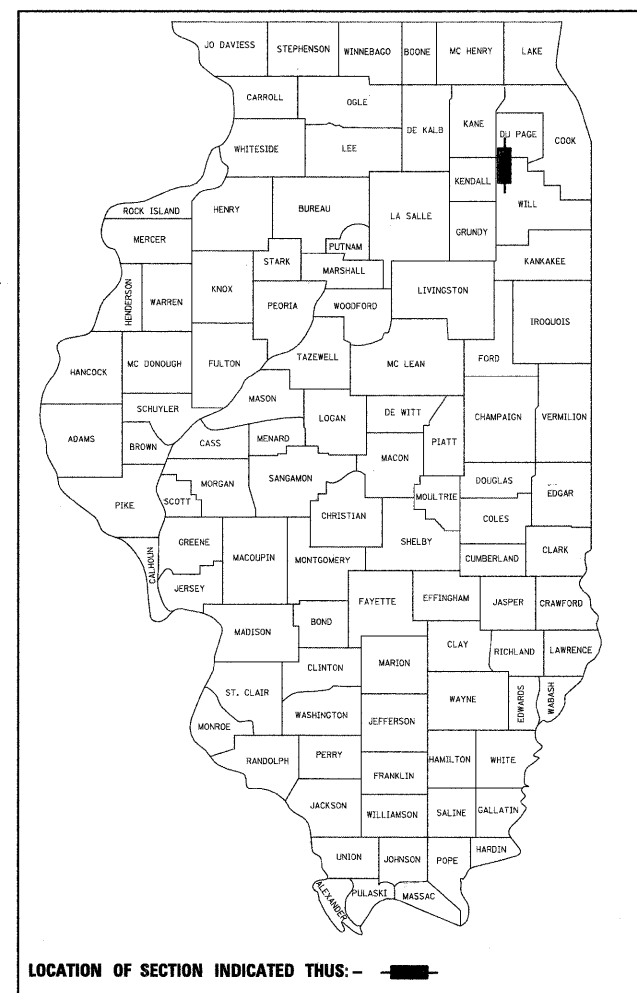 JO DAVIESS STEPHENSON WINNEBAGO BOONE MC HENRY LAKE
CARROLL OGLE DE KALB KANE DU PAGE COOK
WHITESIDE LEE KENDALL WILL
ROCK ISLAND HENRY BUREAU LA SALLE GRUNDY
MERCER STARK PUTNAM MARSHALL KANKAKEE
HENDERSON WARREN KNOX PEORIA WOODFORD LIVINGSTON IROQUOIS
HANCOCK MC DONOUGH FULTON TAZEWELL MC LEAN FORD
SCHUYLER MASON LOGAN DE WITT CHAMPAIGN VERMILION
ADAMS BROWN CASS MENARD MACON PIATT
PIKE SCOTT MORGAN SANGAMON CHRISTIAN MOULTRIE DOUGLAS EDGAR
COLES
CALHOUN GREENE MACOUPIN MONTGOMERY SHELBY CUMBERLAND CLARK
JERSEY FAYETTE EFFINGHAM JASPER CRAWFORD
MADISON BOND CLAY RICHLAND LAWRENCE
CLINTON MARION
ST. CLAIR WASHINGTON JEFFERSON WAYNE EDWARDS WABASH
MONROE
RANDOLPH PERRY FRANKLIN HAMILTON WHITE
JACKSON WILLIAMSON SALINE GALLATIN
UNION JOHNSON POPE HARDIN
ALEXANDER PULASKI MASSAC
LOCATION OF SECTION INDICATED THUS: –